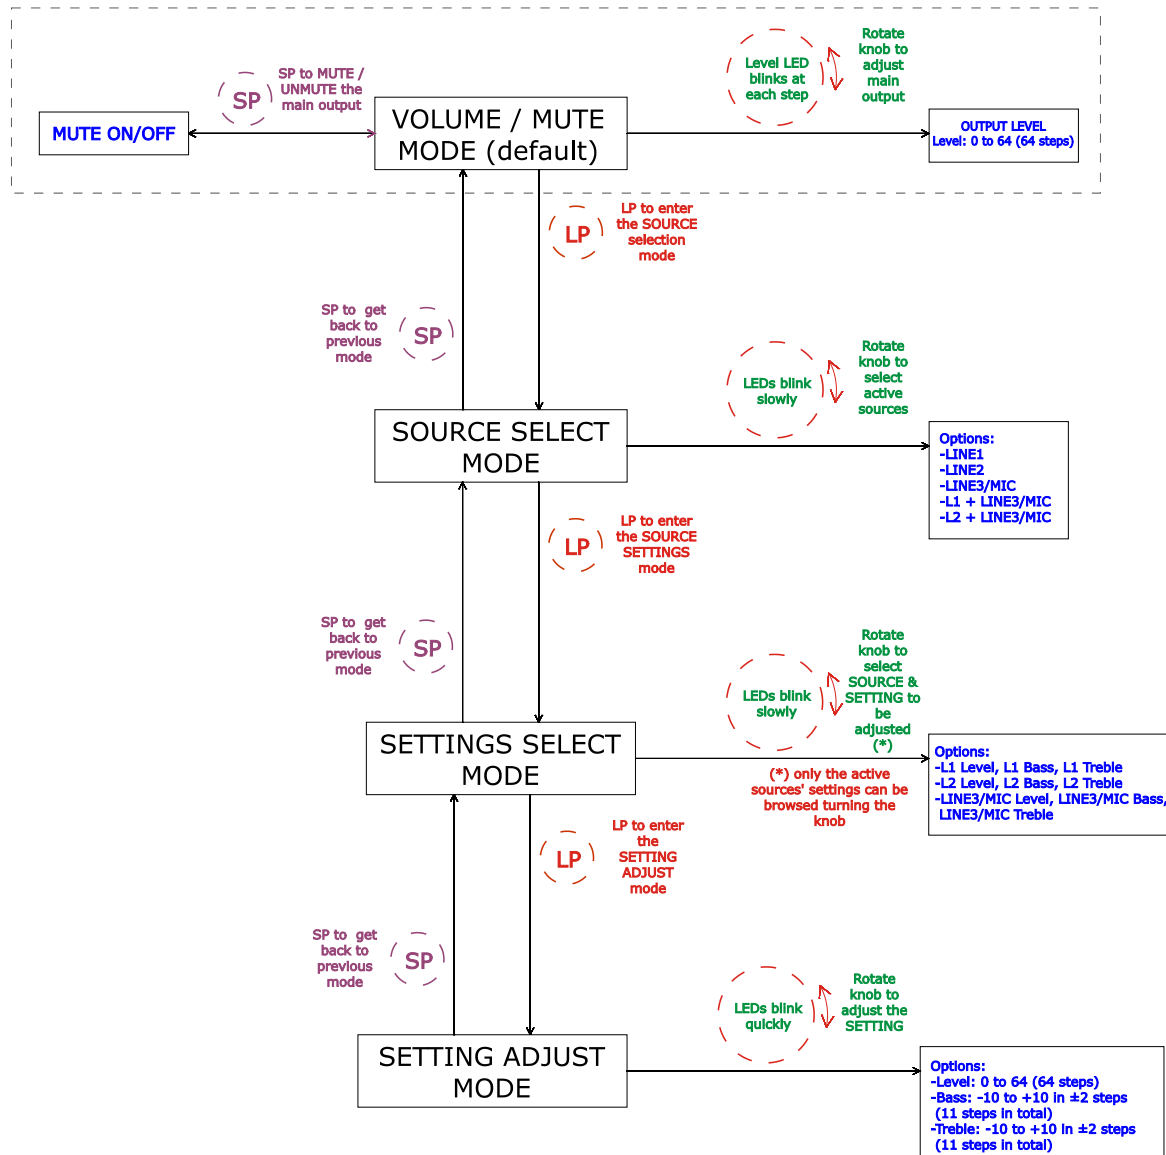 SP to MUTE /
UNMUTE the
main output
SP
MUTE ON/OFF
VOLUME / MUTE
MODE (default)
Level LED
blinks at
each step
Rotate
knob to
adjust
main
output
OUTPUT LEVEL
Level: 0 to 64 (64 steps)
LP
LP to enter
the SOURCE
selection
mode
SP to  get
back to
previous
mode
SP
SOURCE SELECT
MODE
LEDs blink
slowly
Rotate
knob to
select
active
sources
Options:
-LINE1
-LINE2
-LINE3/MIC
-L1 + LINE3/MIC
-L2 + LINE3/MIC
LP
LP to enter
the SOURCE
SETTINGS
mode
SP to  get
back to
previous
mode
SP
SETTINGS SELECT
MODE
LEDs blink
slowly
Rotate
knob to
select
SOURCE &
SETTING to
be
adjusted
(*)
(*) only the active
sources' settings can be
browsed turning the
knob
Options:
-L1 Level, L1 Bass, L1 Treble
-L2 Level, L2 Bass, L2 Treble
-LINE3/MIC Level, LINE3/MIC Bass,
LINE3/MIC Treble
LP
LP to enter
the
SETTING
ADJUST
mode
SP to  get
back to
previous
mode
SP
SETTING ADJUST
MODE
LEDs blink
quickly
Rotate
knob to
adjust the
SETTING
Options:
-Level: 0 to 64 (64 steps)
-Bass: -10 to +10 in ±2 steps
(11 steps in total)
-Treble: -10 to +10 in ±2 steps
(11 steps in total)